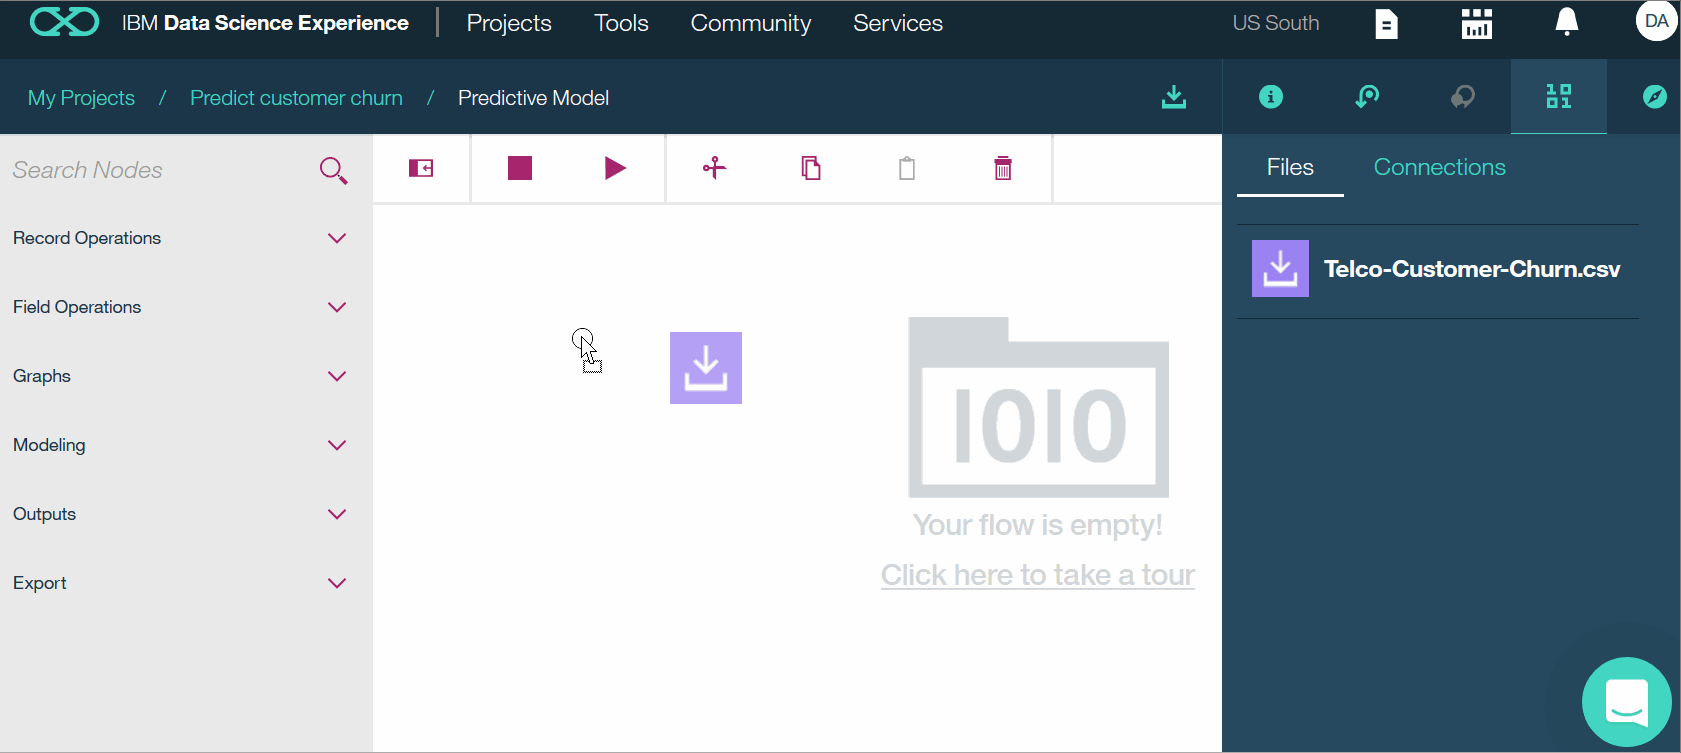 IBM Data Science Experience Projects Tools Community Services US South DA
My Projects / Predict customer churn / Predictive Model
Search Nodes
Record Operations
Field Operations
Graphs
Modeling
Outputs
Export
1010
Your flow is empty!
Click here to take a tour
Files Connections
Telco-Customer-Churn.csv